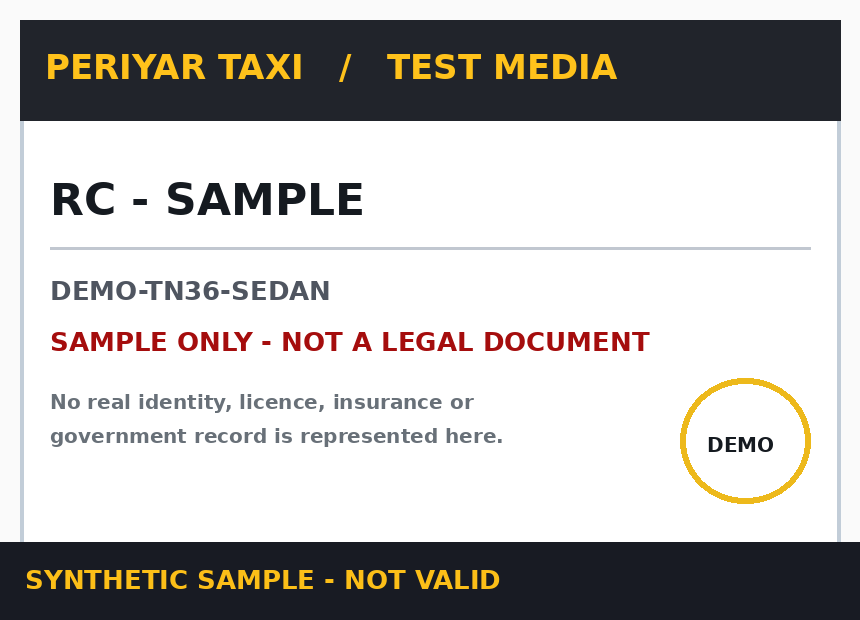 PERIYAR TAXI / TEST MEDIA
RC - SAMPLE
DEMO-TN36-SEDAN
SAMPLE ONLY - NOT A LEGAL DOCUMENT
No real identity, licence, insurance or
government record is represented here.
DEMO
SYNTHETIC SAMPLE - NOT VALID